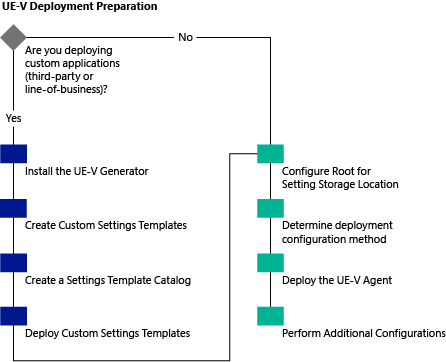 UE-V Deployment Preparation
Are you deploying
custom applications
(third-party or
line-of-business)?
No
Yes
Install the UE-V Generator
Create Custom Settings Templates
Create a Settings Template Catalog
Deploy Custom Settings Templates
Configure Root for
Setting Storage Location
Determine deployment
configuration method
Deploy the UE-V Agent
Perform Additional Configurations